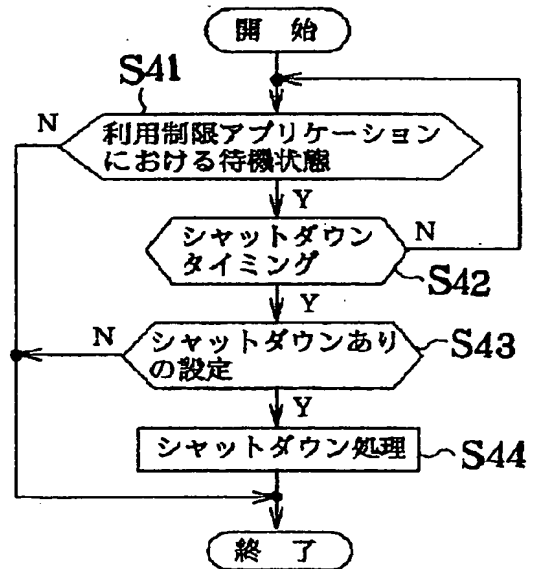 開 始
S41
N
利用制限アプリケーション
における待機状態
Y
シャットダウン
タイミング
N
S42
Y
N
シャットダウンあり
の設定
S43
Y
シャットダウン処理
S44
終 了